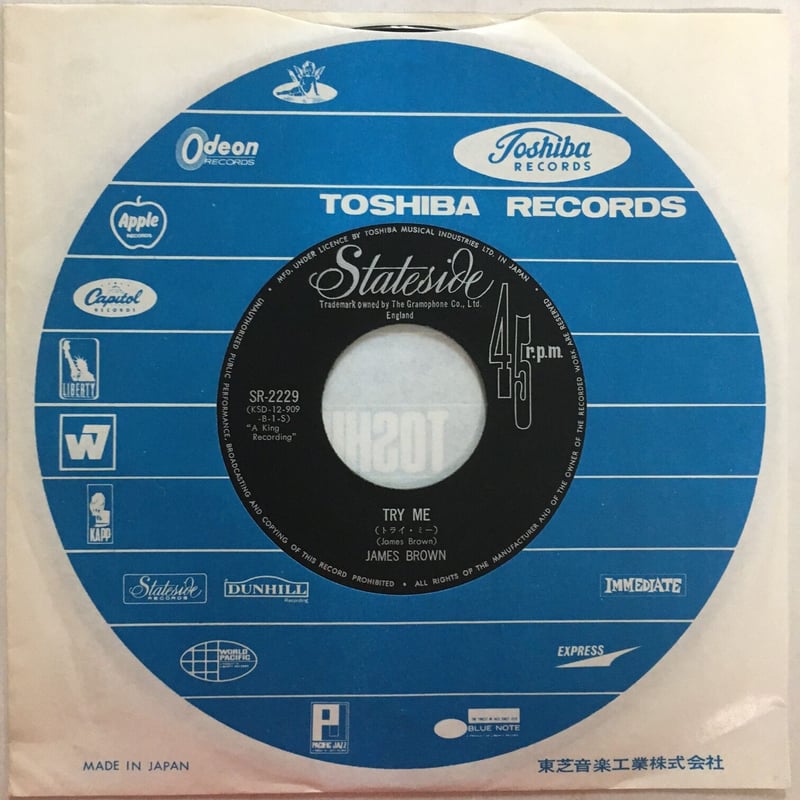 Odeon
RECORDS
Toshiba
RECORDS
TOSHIBA RECORDS
Apple
RECORDS
Capitol
RECORDS
LIBERTY
W7
KAPP
Stateside
RECORDS
DUNHILL
Recording
IMMEDIATE
WORLD
PACIFIC
EXPRESS
P
PACIFIC JAZZ
BLUE NOTE
MADE IN JAPAN
東芝音楽工業株式会社
• MFD. UNDER LICENCE BY TOSHIBA MUSICAL INDUSTRIES LTD. IN JAPAN •
Stateside
Trademark owned by The Gramophone Co., Ltd.
England
45 r.p.m.
SR-2229
(KSD-12-909
-B-1-S)
"A King
Recording"
TOSHI
TRY ME
(トライ・ミー)
(James Brown)
JAMES BROWN
UNAUTHORIZED PUBLIC PERFORMANCE, BROADCASTING AND COPYING OF THIS RECORD PROHIBITED • ALL RIGHTS OF THE MANUFACTURER AND OF THE OWNER OF THE RECORDED WORK ARE RESERVED